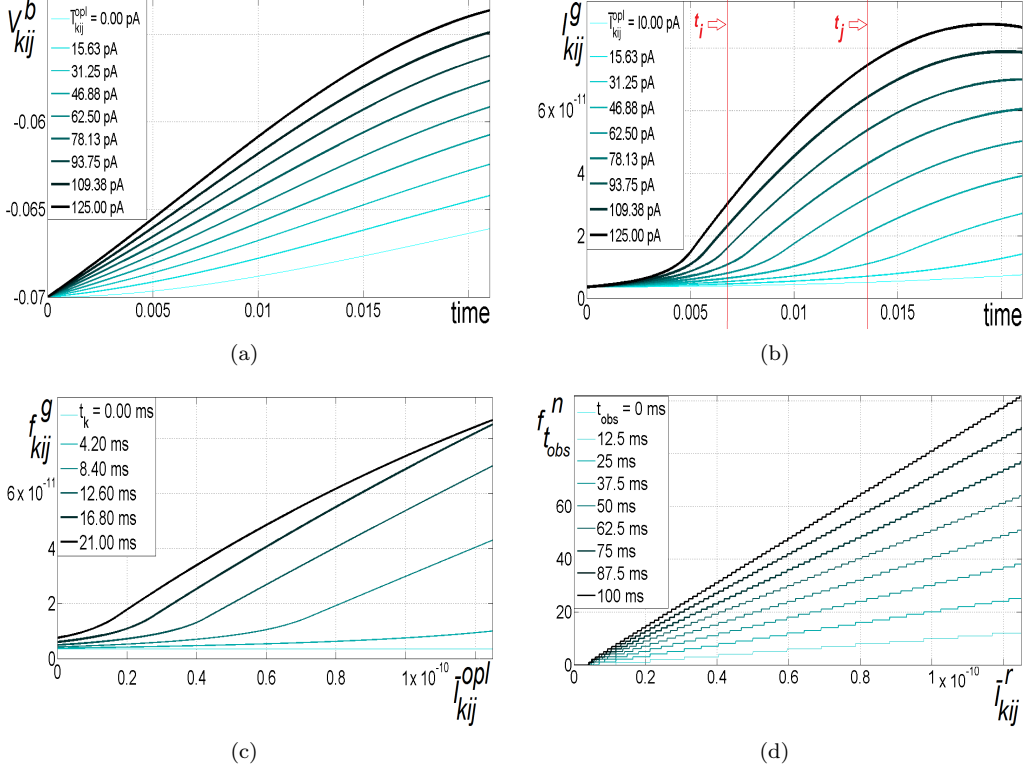 V^b_kij
Ī^opl_kij = 0.00 pA
15.63 pA
31.25 pA
46.88 pA
62.50 pA
78.13 pA
93.75 pA
109.38 pA
125.00 pA
-0.06
-0.065
-0.07
0 0.005 0.01 0.015 time
(a)
I^g_kij
Ī^opl_kij = I0.00 pA
15.63 pA
31.25 pA
46.88 pA
62.50 pA
78.13 pA
93.75 pA
109.38 pA
125.00 pA
t_i ⇨ t_j ⇨
6 x 10^-11
4
2
0
0 0.005 0.01 0.015 time
(b)
f^g_kij
t_k = 0.00 ms
4.20 ms
8.40 ms
12.60 ms
16.80 ms
21.00 ms
6 x 10^-11
4
2
0
0 0.2 0.4 0.6 0.8 1 x 10^-10 Ī^opl_kij
(c)
f^n_t_obs
t_obs = 0 ms
12.5 ms
25 ms
37.5 ms
50 ms
62.5 ms
75 ms
87.5 ms
100 ms
60
40
20
0
0 0.2 0.4 0.6 0.8 1 x 10^-10 Ī^r_kij
(d)